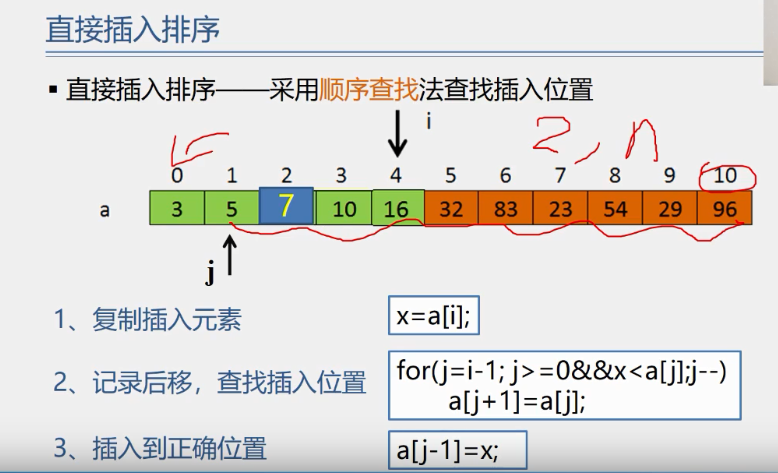 直接插入排序
▪ 直接插入排序——采用顺序查找法查找插入位置
i
2, n
0 1 2 3 4 5 6 7 8 9 10
a 3 5 7 10 16 32 83 23 54 29 96
j
1、复制插入元素 x=a[i];
2、记录后移，查找插入位置 for(j=i-1; j>=0&&x<a[j];j--)
a[j+1]=a[j];
3、插入到正确位置 a[j-1]=x;